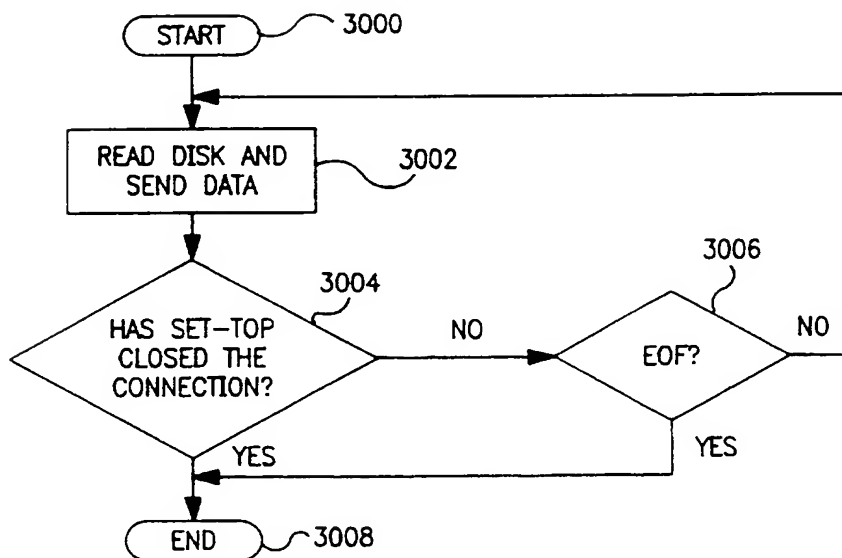 START
3000
READ DISK AND
SEND DATA
3002
HAS SET-TOP
CLOSED THE
CONNECTION?
3004
NO
EOF?
3006
NO
YES
YES
END
3008